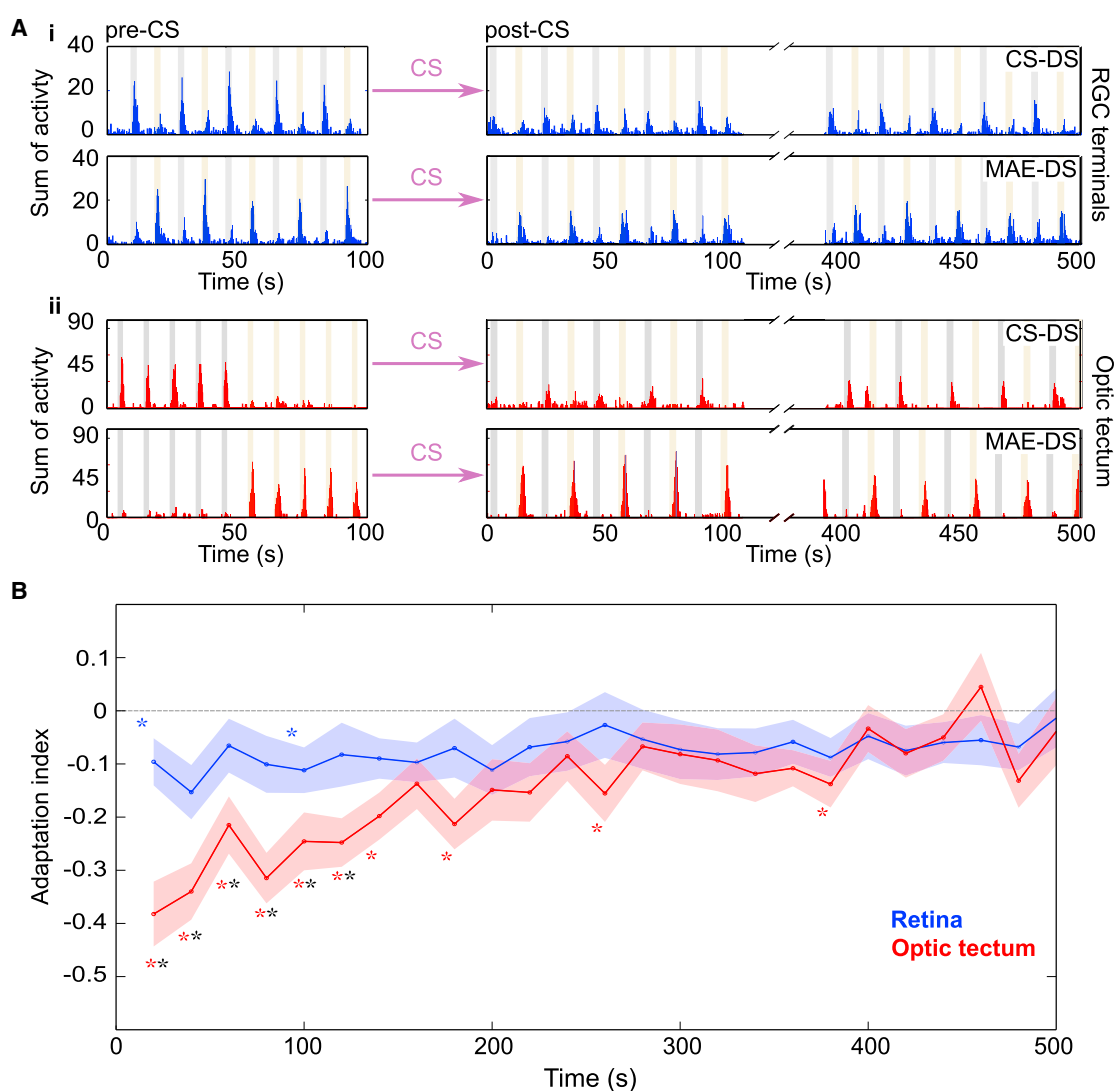 A i pre-CS post-CS
40
20
0
Sum of activty
CS
CS-DS
40
20
0
CS
MAE-DS
RGC terminals
0 50 100
Time (s)
0 50 100 400 450 500
Time (s)
ii
90
45
0
Sum of activty
CS
CS-DS
90
45
0
CS
MAE-DS
Optic tectum
0 50 100
Time (s)
0 50 100 400 450 500
Time (s)
B
Adaptation index
0.1
0
-0.1
-0.2
-0.3
-0.4
-0.5
Retina
Optic tectum
0 100 200 300 400 500
Time (s)